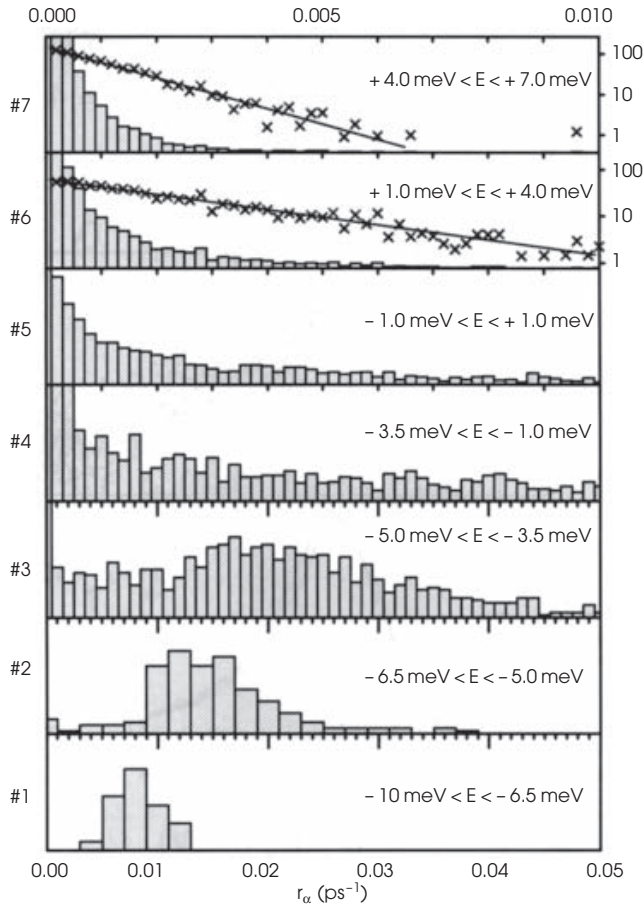 0.000 0.005 0.010
#7
+ 4.0 meV < E < + 7.0 meV
100
10
1
#6
+ 1.0 meV < E < + 4.0 meV
100
10
1
#5
– 1.0 meV < E < + 1.0 meV
#4
– 3.5 meV < E < – 1.0 meV
#3
– 5.0 meV < E < – 3.5 meV
#2
– 6.5 meV < E < – 5.0 meV
#1
– 10 meV < E < – 6.5 meV
0.00 0.01 0.02 0.03 0.04 0.05
rα (ps⁻¹)